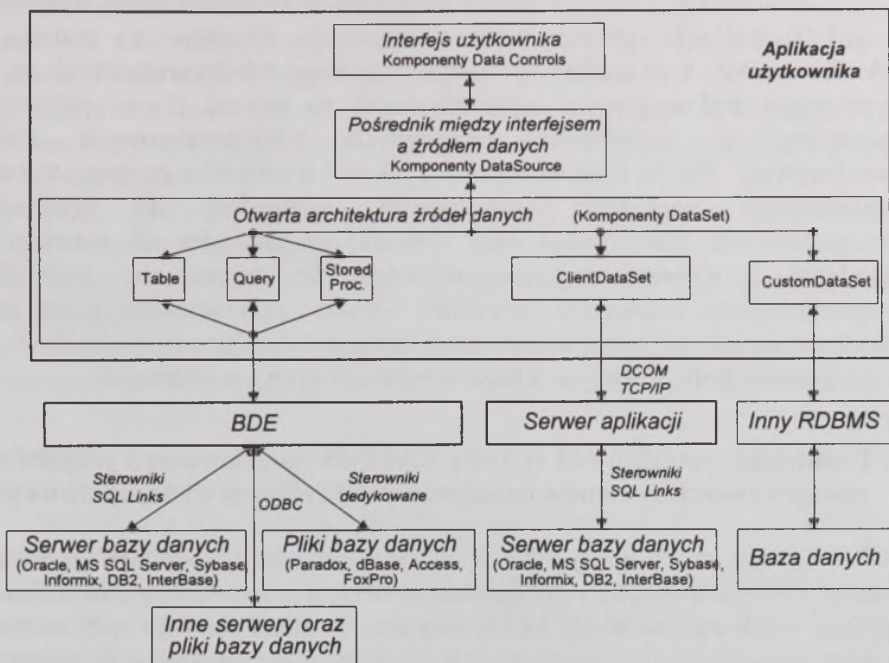 Interfejs użytkownika
Komponenty Data Controls
Aplikacja
użytkownika
Pośrednik między interfejsem
a źródłem danych
Komponenty DataSource
Otwarta architektura źródeł danych
(Komponenty DataSet)
Table
Query
Stored
Proc.
ClientDataSet
CustomDataSet
DCOM
TCP/IP
BDE
Serwer aplikacji
Inny RDBMS
Sterowniki
SQL Links
ODBC
Sterowniki
dedykowane
Sterowniki
SQL Links
Serwer bazy danych
(Oracle, MS SQL Server, Sybase,
Informix, DB2, InterBase)
Pliki bazy danych
(Paradox, dBase, Access,
FoxPro)
Serwer bazy danych
(Oracle, MS SQL Server, Sybase,
Informix, DB2, InterBase)
Baza danych
Inne serwery oraz
pliki bazy danych